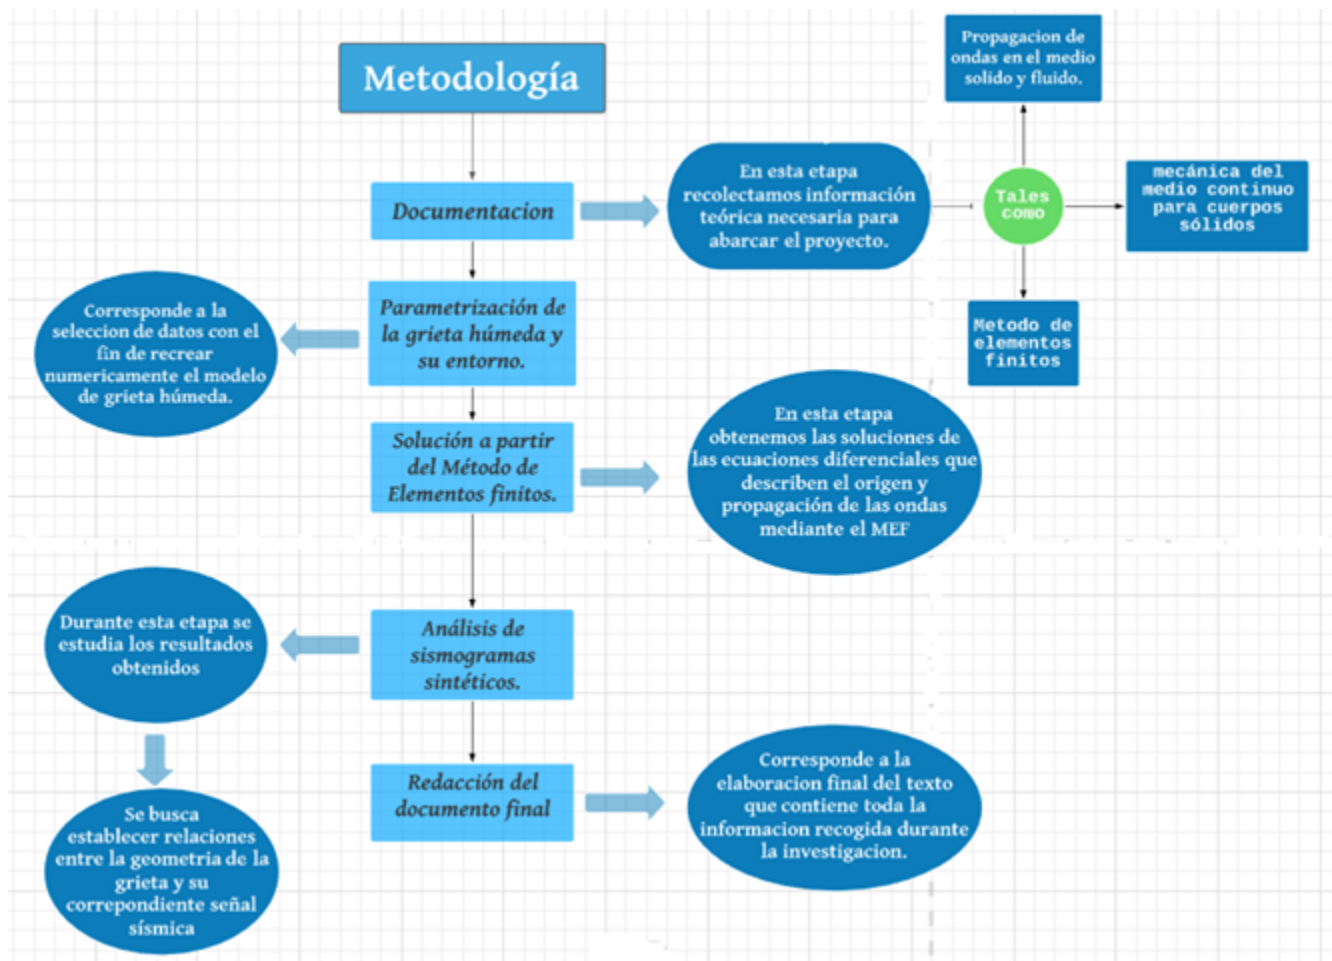 Metodología
Documentacion
En esta etapa
recolectamos información
teórica necesaria para
abarcar el proyecto.
Tales
como
Propagacion de
ondas en el medio
solido y fluido.
mecánica del
medio continuo
para cuerpos
sólidos
Metodo de
elementos
finitos
Parametrización de
la grieta húmeda y
su entorno.
Corresponde a la
seleccion de datos con el
fin de recrear
numericamente el modelo
de grieta húmeda.
Solución a partir
del Método de
Elementos finitos.
En esta etapa
obtenemos las soluciones de
las ecuaciones diferenciales que
describen el origen y
propagación de las ondas
mediante el MEF
Análisis de
sismogramas
sintéticos.
Durante esta etapa se
estudia los resultados
obtenidos
Se busca
establecer relaciones
entre la geometria de la
grieta y su
correpondiente señal
sísmica
Redacción del
documento final
Corresponde a la
elaboracion final del texto
que contiene toda la
informacion recogida durante
la investigacion.